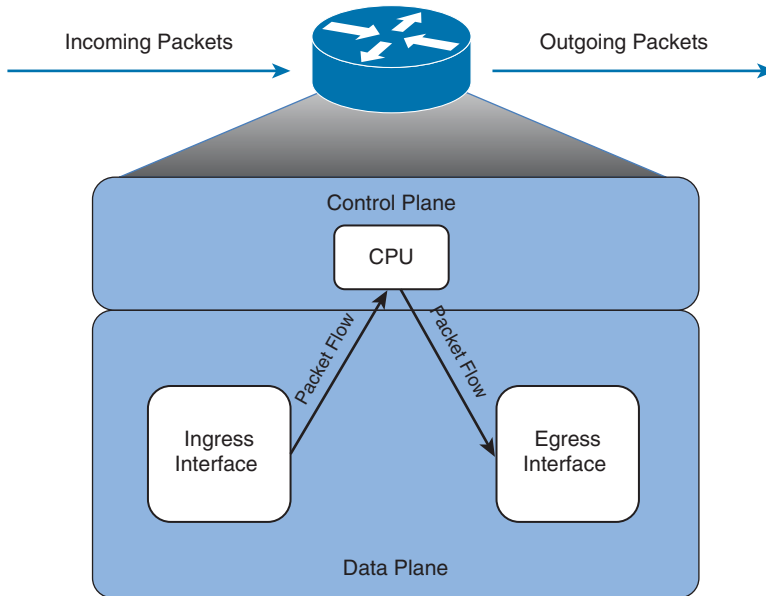 Incoming Packets
Outgoing Packets
Control Plane
CPU
Packet Flow
Packet Flow
Ingress
Interface
Egress
Interface
Data Plane